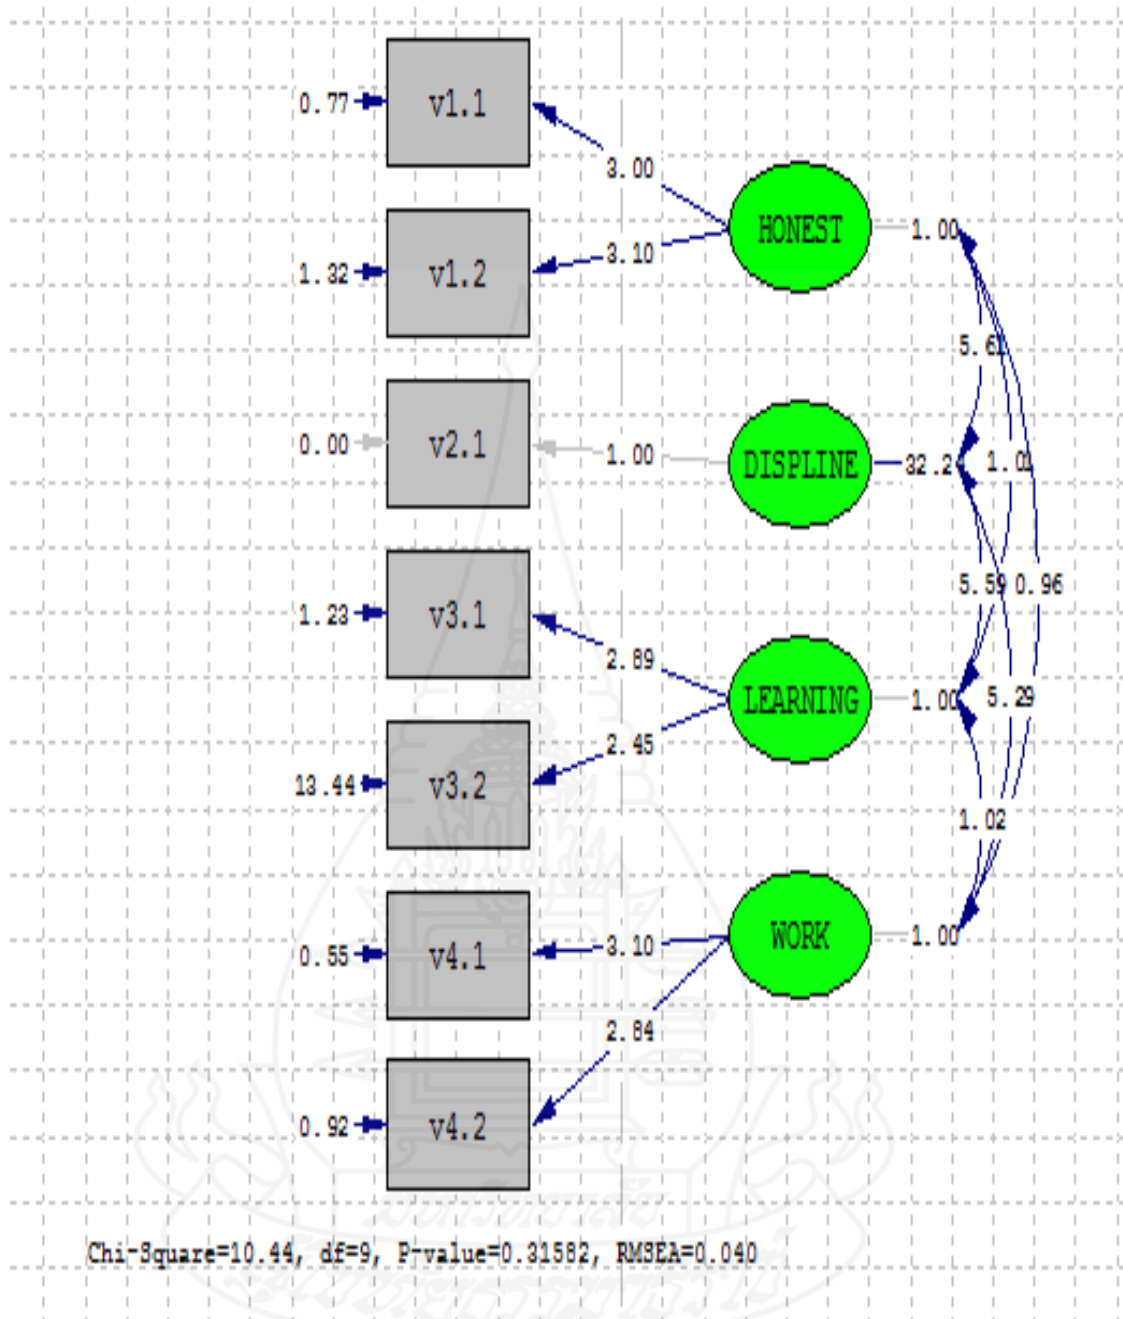 0.77
v1.1
3.00
HONEST
1.00
1.32
v1.2
3.10
5.61
0.00
v2.1
1.00
DISPLINE
32.24
1.01
1.23
v3.1
2.89
5.59
0.96
LEARNING
1.00
5.29
13.44
v3.2
2.45
1.02
0.55
v4.1
3.10
WORK
1.00
2.84
0.92
v4.2
Chi-Square=10.44, df=9, P-value=0.31582, RMSEA=0.040